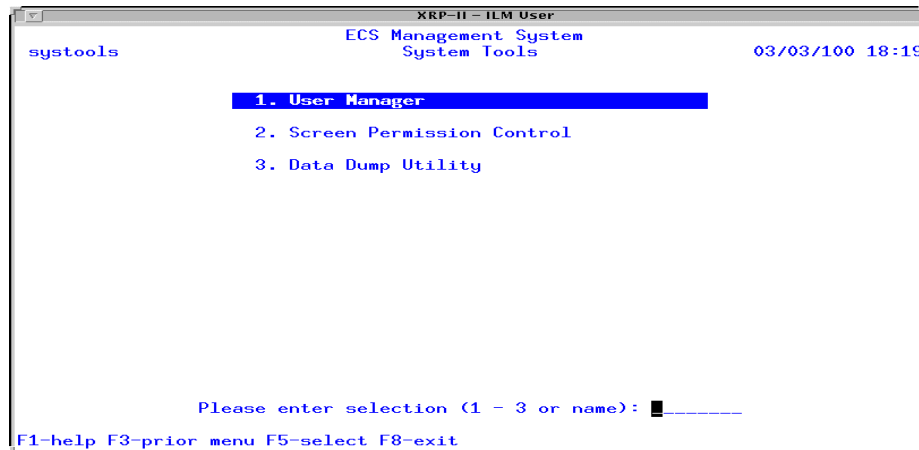 XRP-II - ILM User
ECS Management System
systools System Tools 03/03/100 18:19
1. User Manager
2. Screen Permission Control
3. Data Dump Utility
Please enter selection (1 - 3 or name): _______
F1-help F3-prior menu F5-select F8-exit